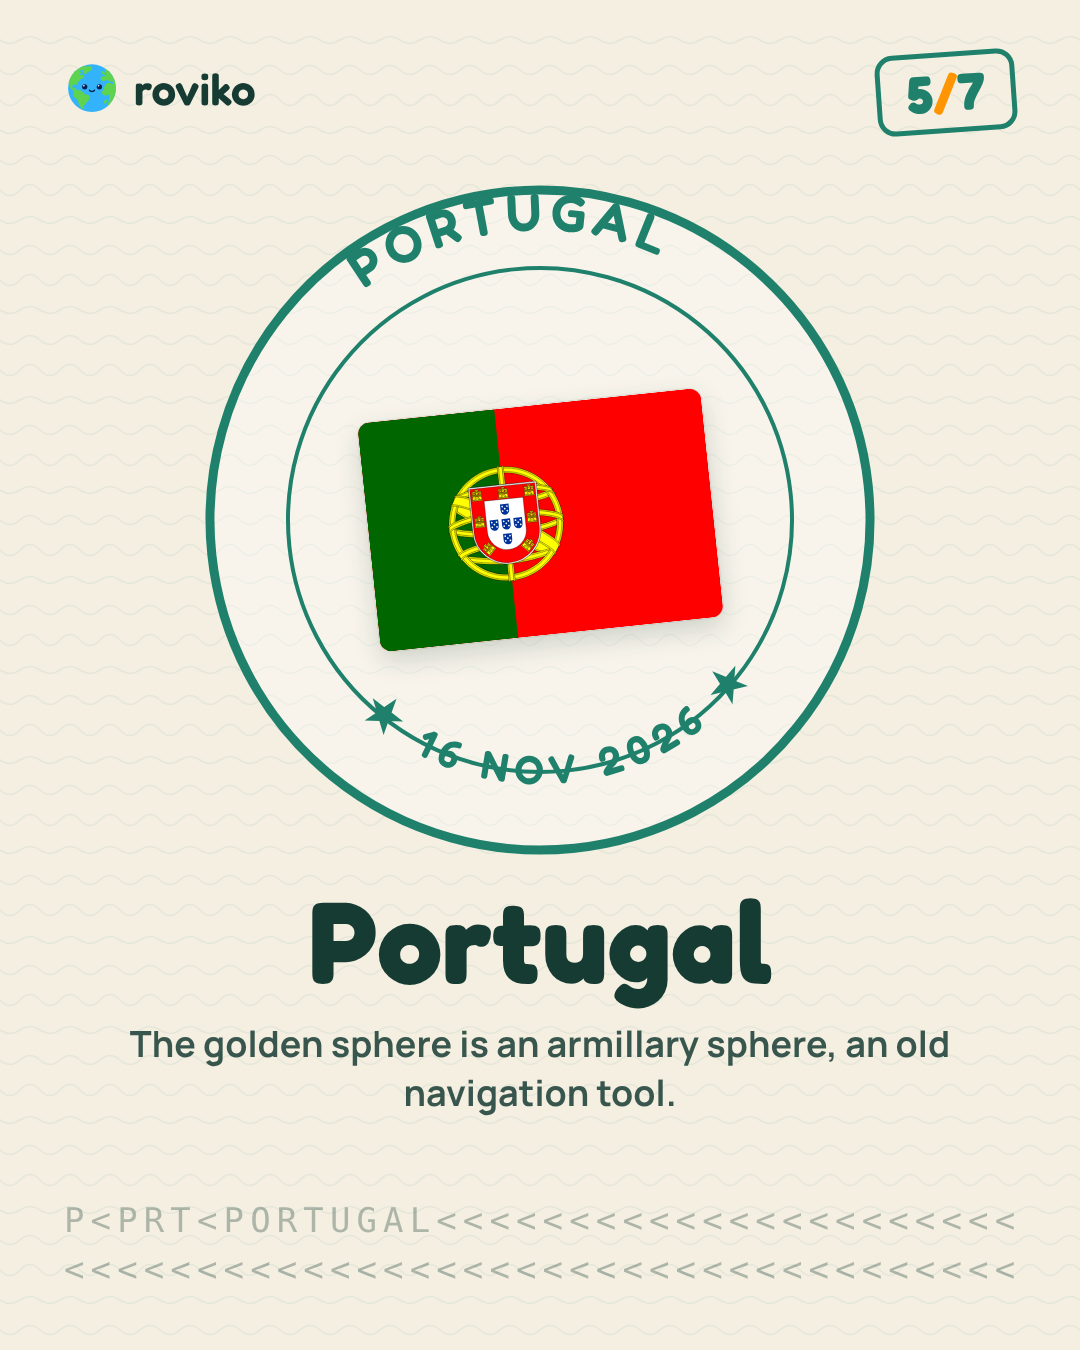 roviko
5/7
PORTUGAL
★ 16 NOV 2026 ★
Portugal
The golden sphere is an armillary sphere, an old
navigation tool.
P<PRT<PORTUGAL<<<<<<<<<<<<<<<<<<<<<<
<<<<<<<<<<<<<<<<<<<<<<<<<<<<<<<<<<<<